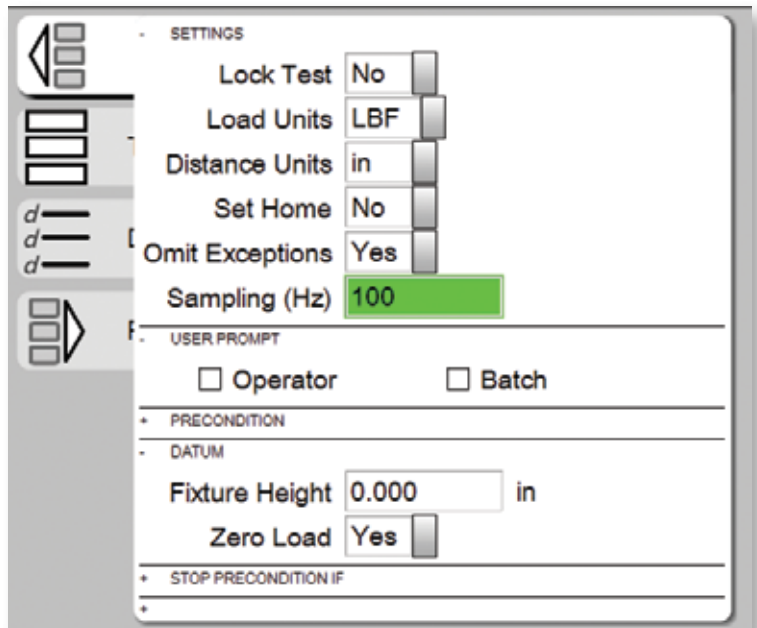 - SETTINGS
Lock Test No
Load Units LBF
Distance Units in
Set Home No
Omit Exceptions Yes
Sampling (Hz) 100
- USER PROMPT
Operator Batch
+ PRECONDITION
- DATUM
Fixture Height 0.000 in
Zero Load Yes
+ STOP PRECONDITION IF
+
d
d
d